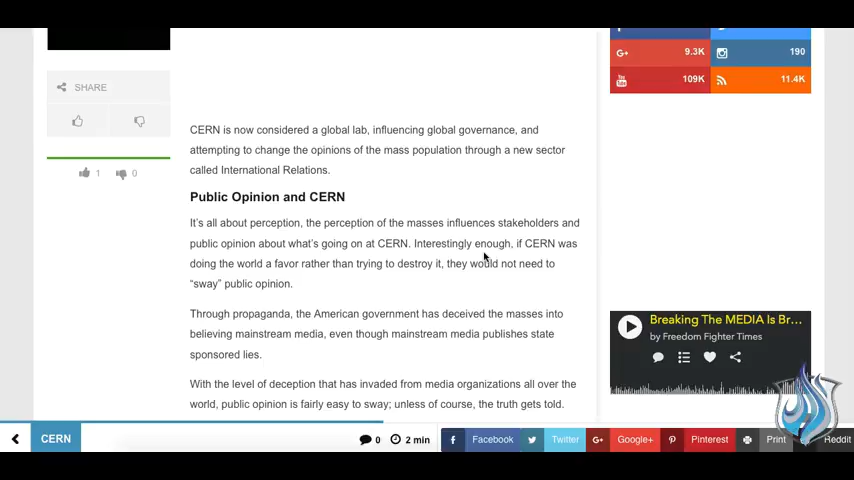 9.3K
190
SHARE
109K
11.4K
CERN is now considered a global lab, influencing global governance, and
attempting to change the opinions of the mass population through a new sector
called International Relations.
1
0
Public Opinion and CERN
It’s all about perception, the perception of the masses influences stakeholders and
public opinion about what’s going on at CERN. Interestingly enough, if CERN was
doing the world a favor rather than trying to destroy it, they would not need to
“sway” public opinion.
Through propaganda, the American government has deceived the masses into
believing mainstream media, even though mainstream media publishes state
sponsored lies.
Breaking The MEDIA Is Br...
by Freedom Fighter Times
With the level of deception that has invaded from media organizations all over the
world, public opinion is fairly easy to sway; unless of course, the truth gets told.
CERN
0
2 min
Facebook
Twitter
Google+
Pinterest
Print
Reddit